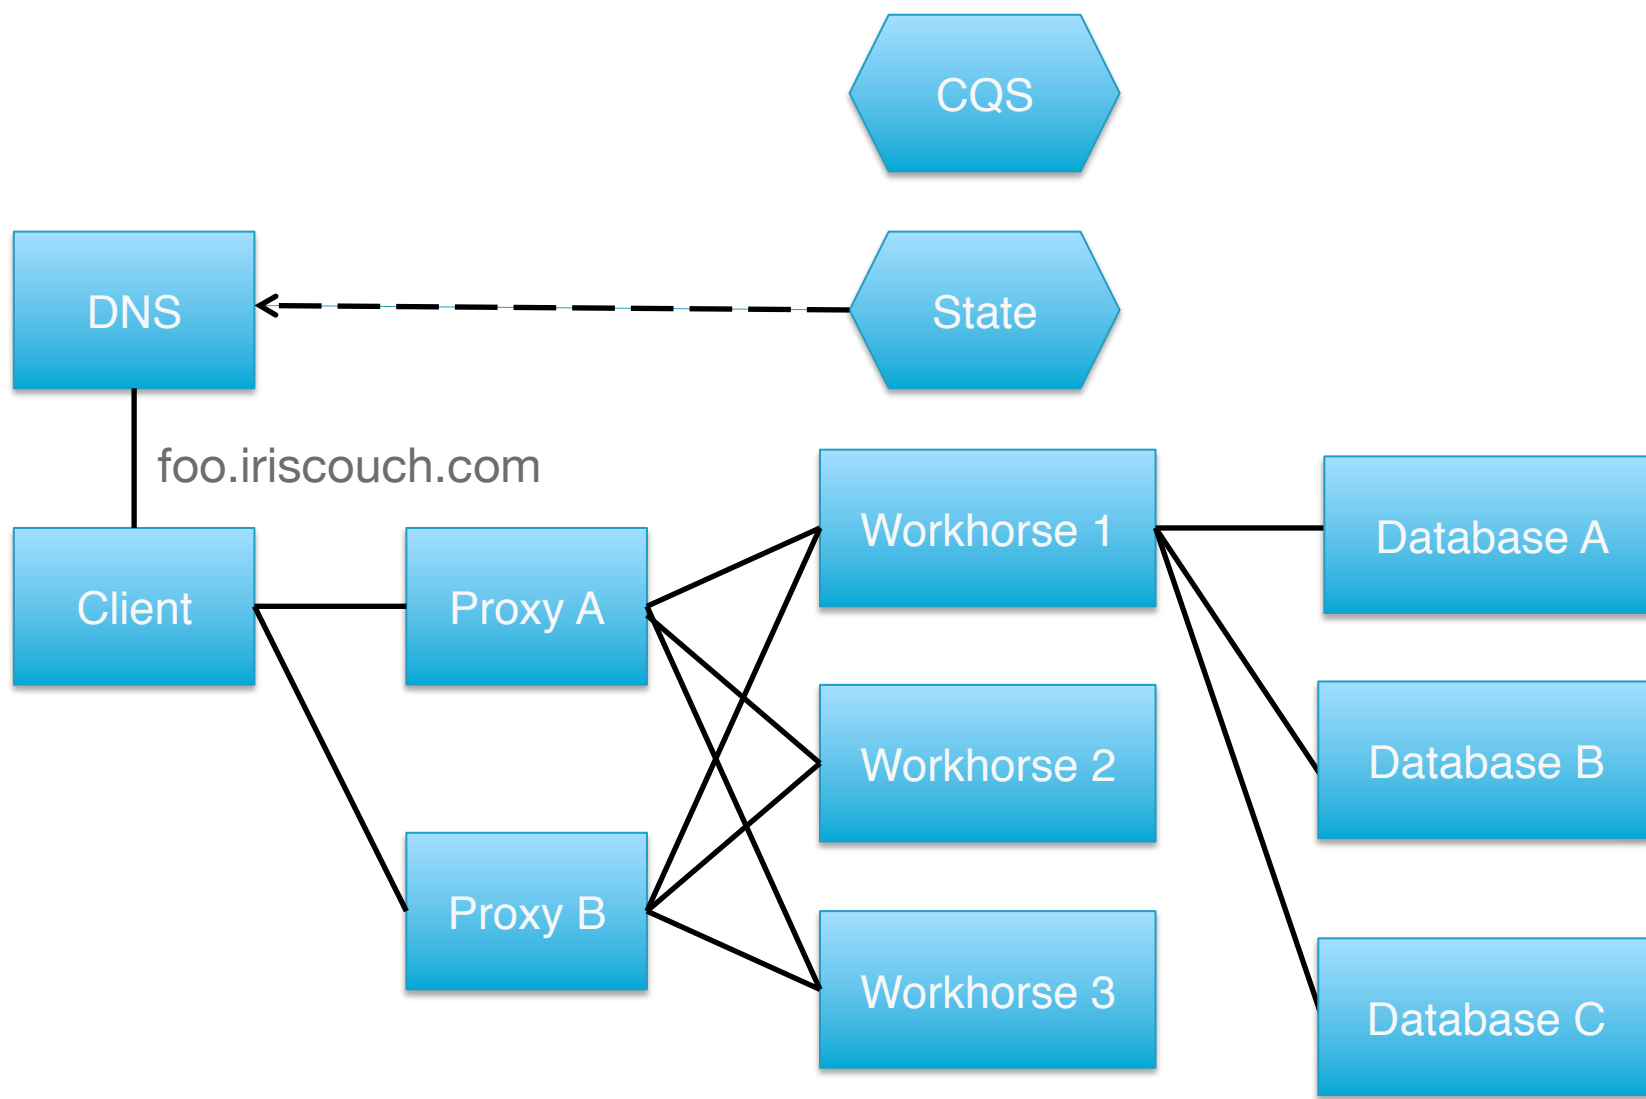 CQS
DNS
State
foo.iriscouch.com
Workhorse 1
Database A
Client
Proxy A
Workhorse 2
Database B
Proxy B
Workhorse 3
Database C